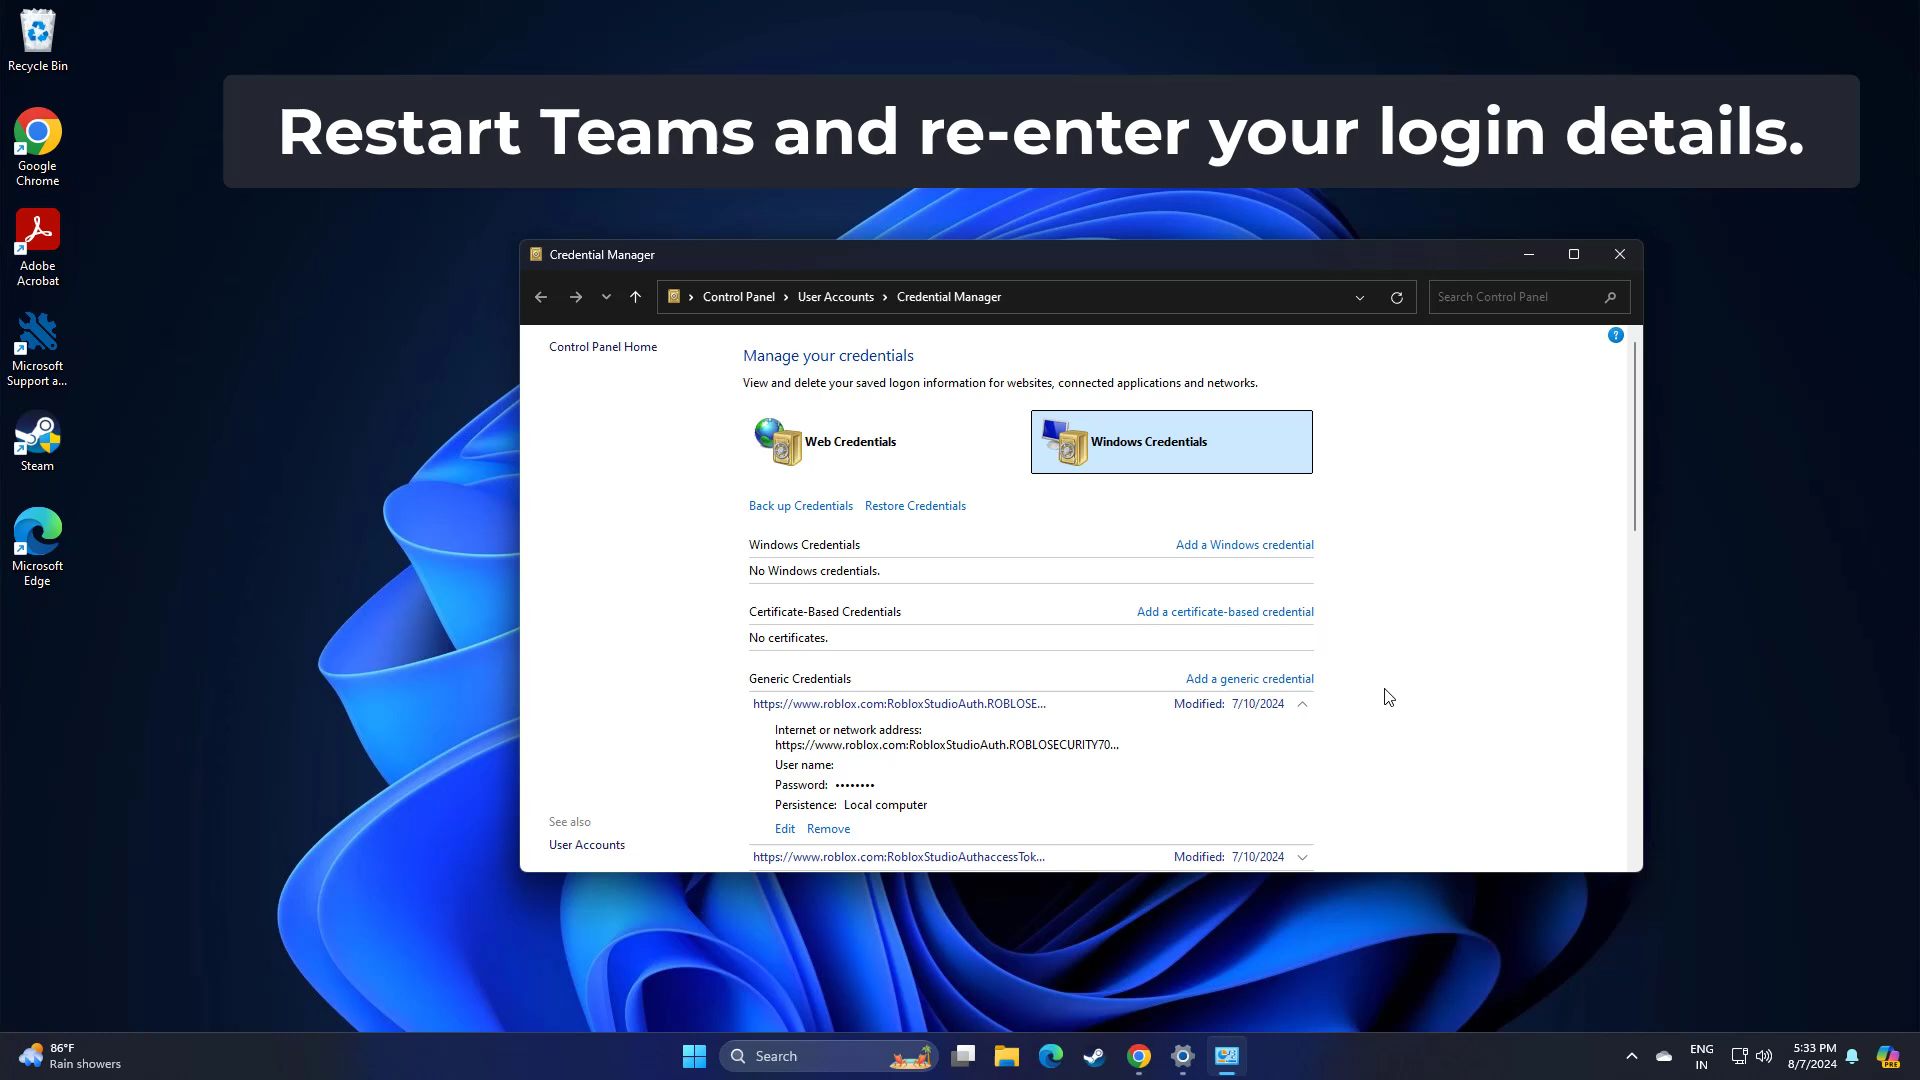 Recycle Bin
Restart Teams and re-enter your login details.
Google
Chrome
Adobe
Acrobat
Microsoft
Support a...
Steam
Microsoft
Edge
Credential Manager
Control Panel › User Accounts › Credential Manager
Search Control Panel
Control Panel Home
Manage your credentials
View and delete your saved logon information for websites, connected applications and networks.
Web Credentials
Windows Credentials
Back up Credentials Restore Credentials
Windows Credentials Add a Windows credential
No Windows credentials.
Certificate-Based Credentials Add a certificate-based credential
No certificates.
Generic Credentials Add a generic credential
https://www.roblox.com:RobloxStudioAuth.ROBLOSE... Modified: 7/10/2024
Internet or network address:
https://www.roblox.com:RobloxStudioAuth.ROBLOSECURITY70...
User name:
Password: ••••••••
Persistence: Local computer
Edit Remove
https://www.roblox.com:RobloxStudioAuthaccessTok... Modified: 7/10/2024
See also
User Accounts
86°F
Rain showers
Search
ENG
IN
5:33 PM
8/7/2024
PRE